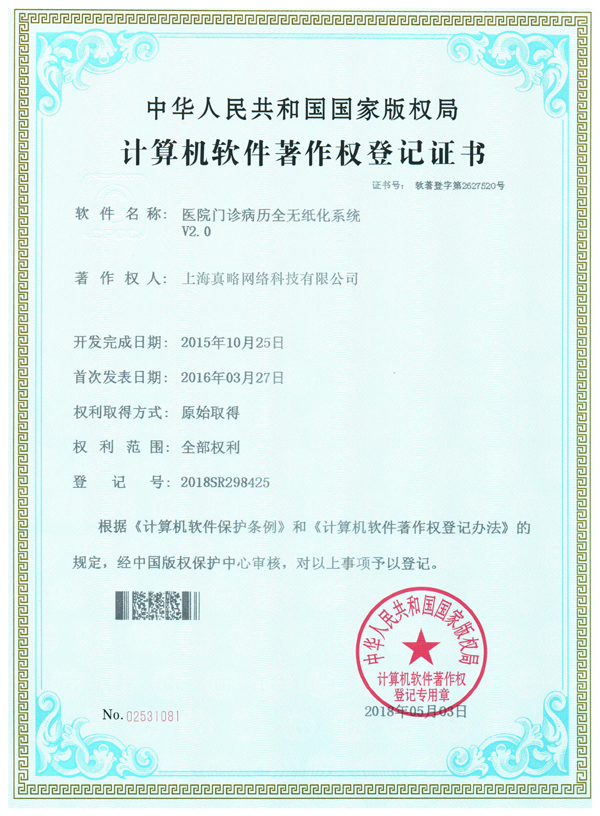 中华人民共和国国家版权局
计算机软件著作权登记证书
证书号： 软著登字第2627520号
软件名称： 医院门诊病历全无纸化系统
V2.0
著作权人： 上海真略网络科技有限公司
开发完成日期： 2015年10月25日
首次发表日期： 2016年03月27日
权利取得方式： 原始取得
权利范围： 全部权利
登记号： 2018SR298425
根据《计算机软件保护条例》和《计算机软件著作权登记办法》的
规定，经中国版权保护中心审核，对以上事项予以登记。
中华人民共和国国家版权局
计算机软件著作权
登记专用章
2018年05月03日
No. 02531081